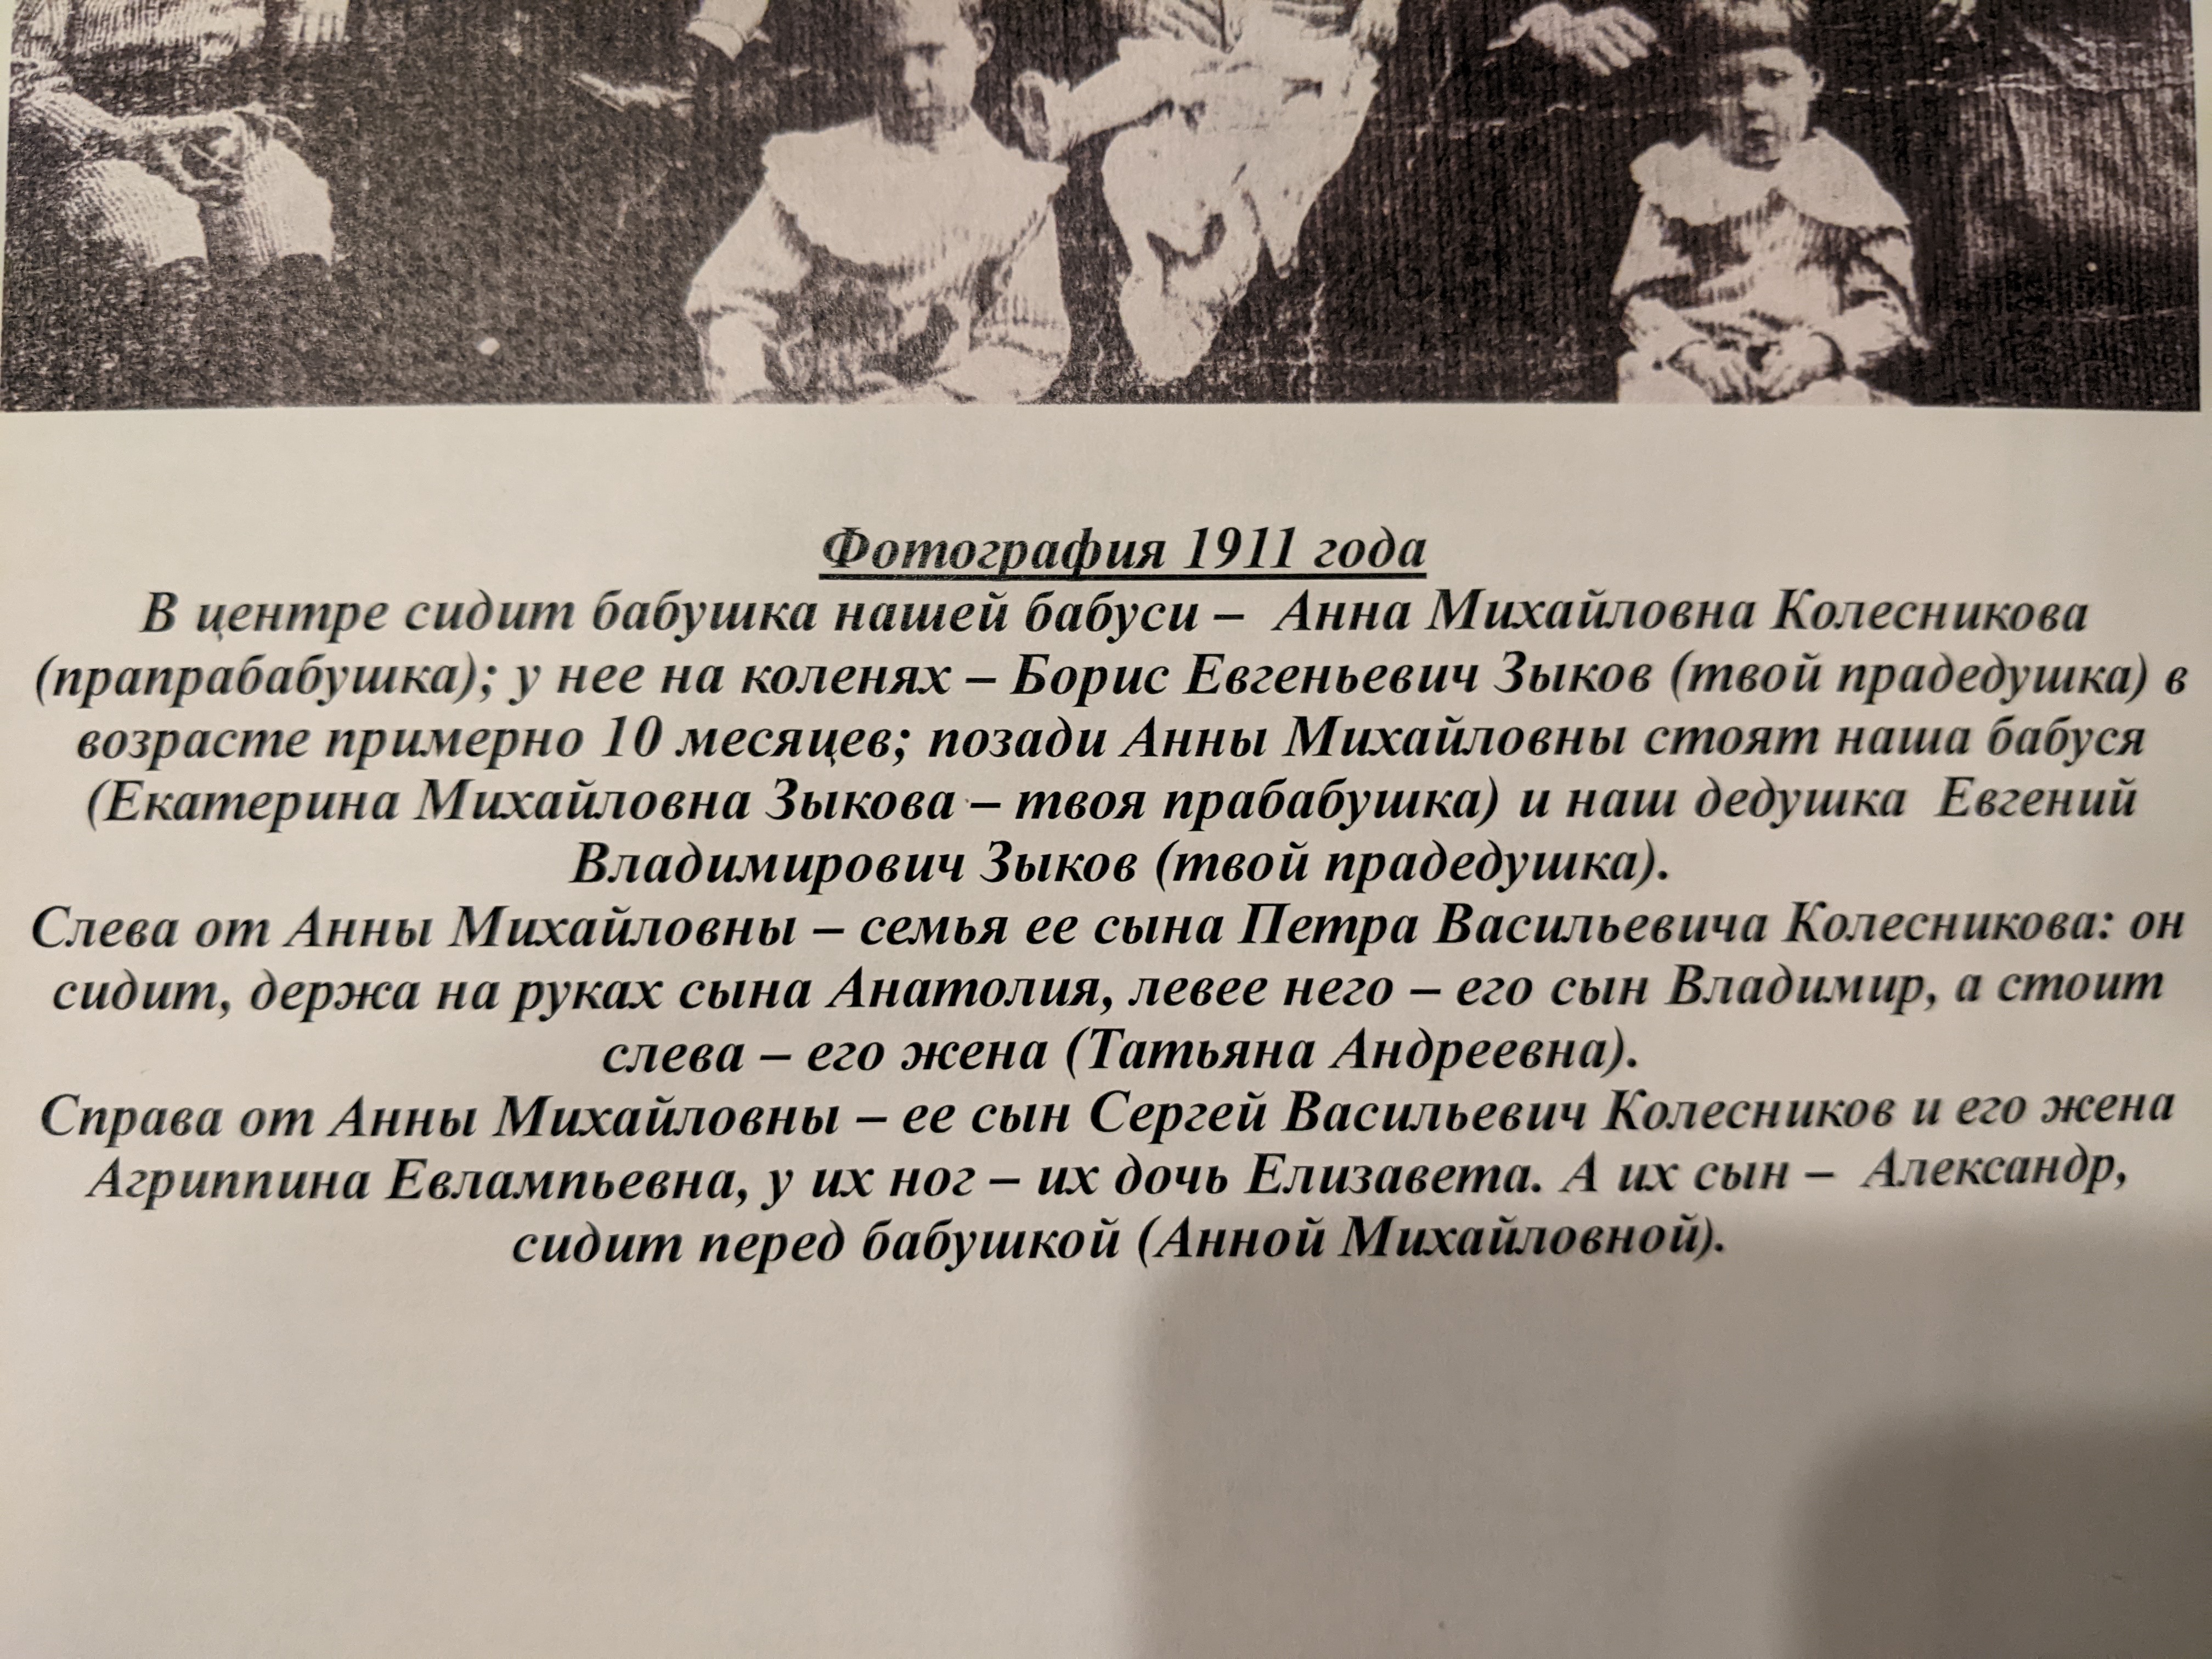 Фотография 1911 года
В центре сидит бабушка нашей бабуси – Анна Михайловна Колесникова
(прапрабабушка); у нее на коленях – Борис Евгеньевич Зыков (твой прадедушка) в
возрасте примерно 10 месяцев; позади Анны Михайловны стоят наша бабуся
(Екатерина Михайловна Зыкова – твоя прабабушка) и наш дедушка Евгений
Владимирович Зыков (твой прадедушка).
Слева от Анны Михайловны – семья ее сына Петра Васильевича Колесникова: он
сидит, держа на руках сына Анатолия, левее него – его сын Владимир, а стоит
слева – его жена (Татьяна Андреевна).
Справа от Анны Михайловны – ее сын Сергей Васильевич Колесников и его жена
Агриппина Евлампьевна, у их ног – их дочь Елизавета. А их сын – Александр,
сидит перед бабушкой (Анной Михайловной).